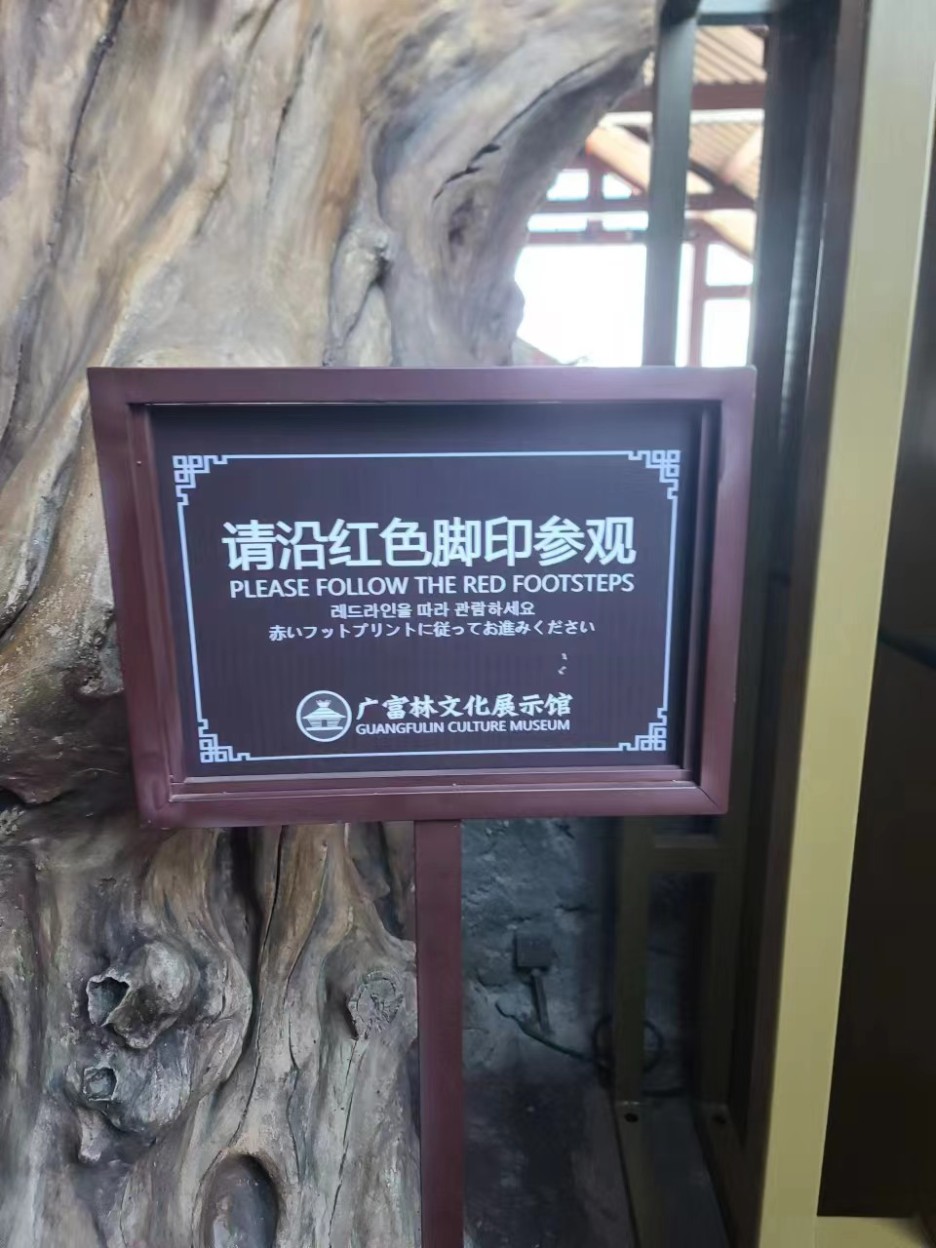 请沿红色脚印参观
PLEASE FOLLOW THE RED FOOTSTEPS
레드라인을 따라 관람하세요
赤いフットプリントに従ってお進みください
广富林文化展示馆
GUANGFULIN CULTURE MUSEUM